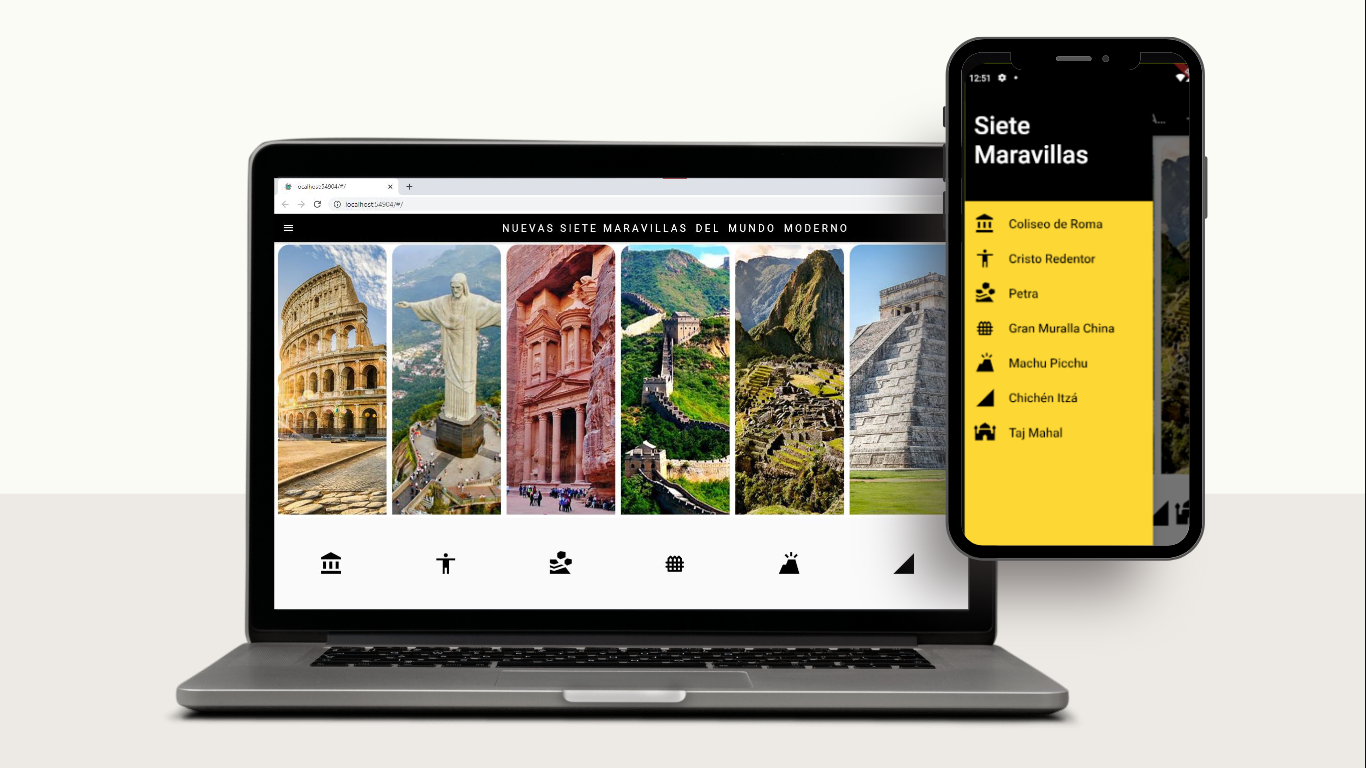 localhost:54904/#/
localhost:54904/#/
NUEVAS SIETE MARAVILLAS DEL MUNDO MODERNO
12:51
Siete
Maravillas
Coliseo de Roma
Cristo Redentor
Petra
Gran Muralla China
Machu Picchu
Chichén Itzá
Taj Mahal